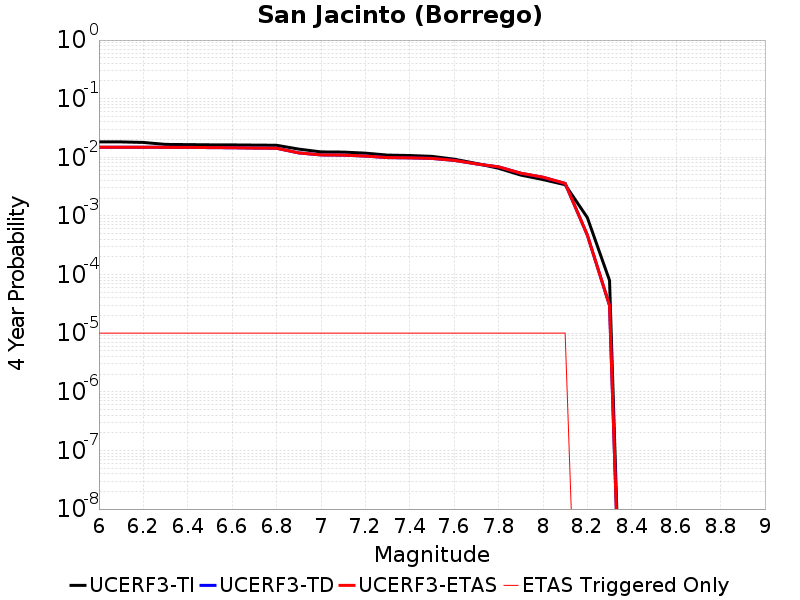 San Jacinto (Borrego)
10^0
10^-1
10^-2
10^-3
10^-4
10^-5
10^-6
10^-7
10^-8
4 Year Probability
6 6.2 6.4 6.6 6.8 7 7.2 7.4 7.6 7.8 8 8.2 8.4 8.6 8.8 9
Magnitude
UCERF3-TI UCERF3-TD UCERF3-ETAS ETAS Triggered Only